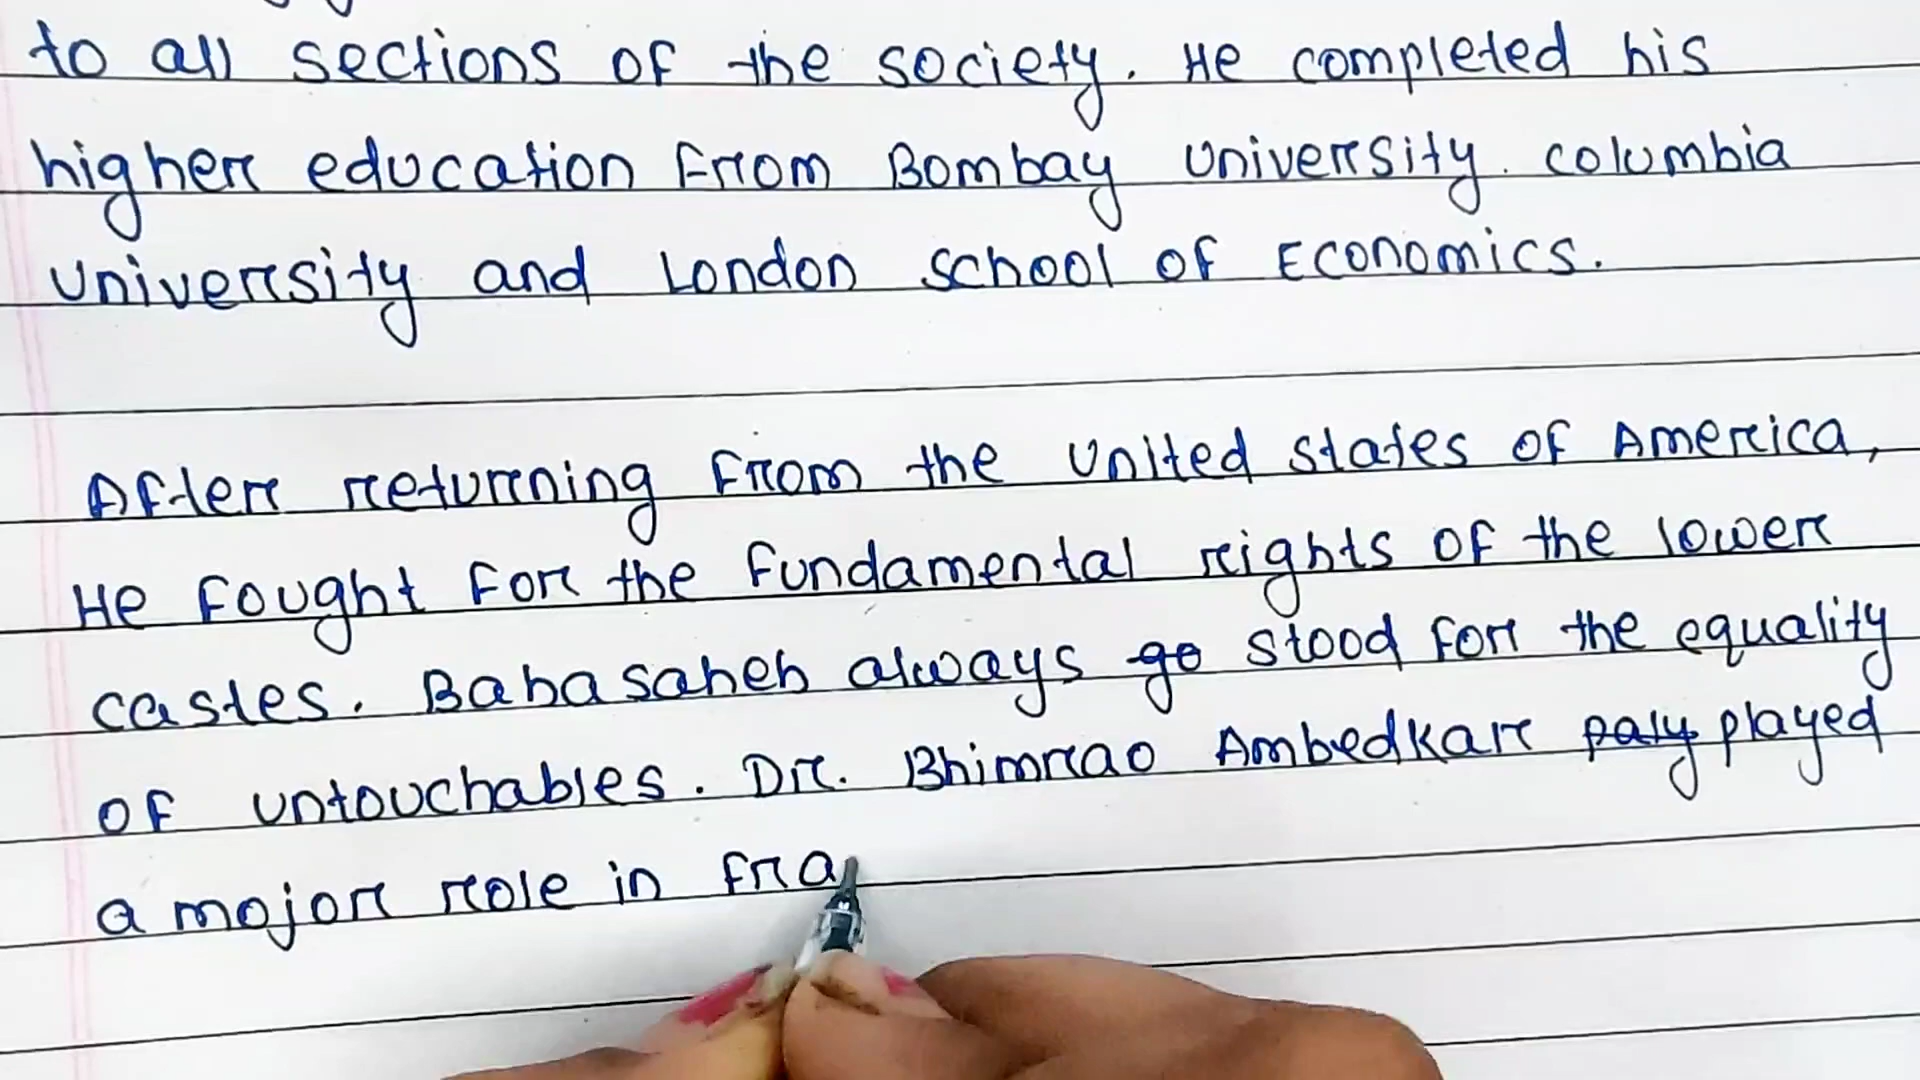 to all sections of the society. He completed his
higher education from Bombay University. columbia
University and London School of Economics.
After returning from the United states of America,
He fought for the fundamental rights of the lower
castes. Babasaheb always go stood for the equality
of untouchables. Dr. Bhimrao Ambedkar paly played
a mojor role in fra